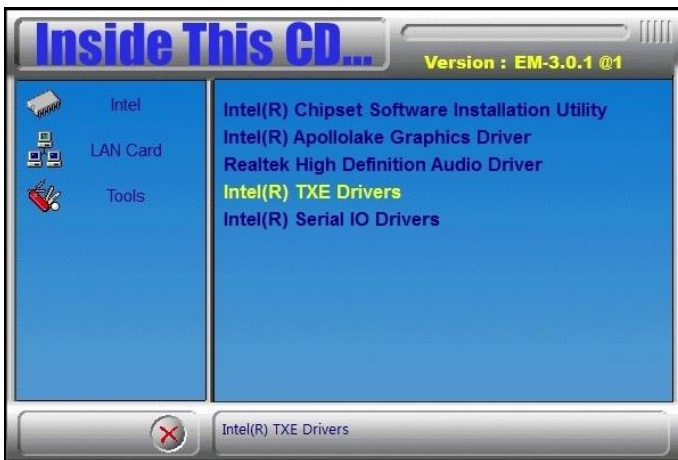 Inside This CD...
Version : EM-3.0.1 @1
Intel
LAN Card
Tools
Intel(R) Chipset Software Installation Utility
Intel(R) Apollolake Graphics Driver
Realtek High Definition Audio Driver
Intel(R) TXE Drivers
Intel(R) Serial IO Drivers
Intel(R) TXE Drivers